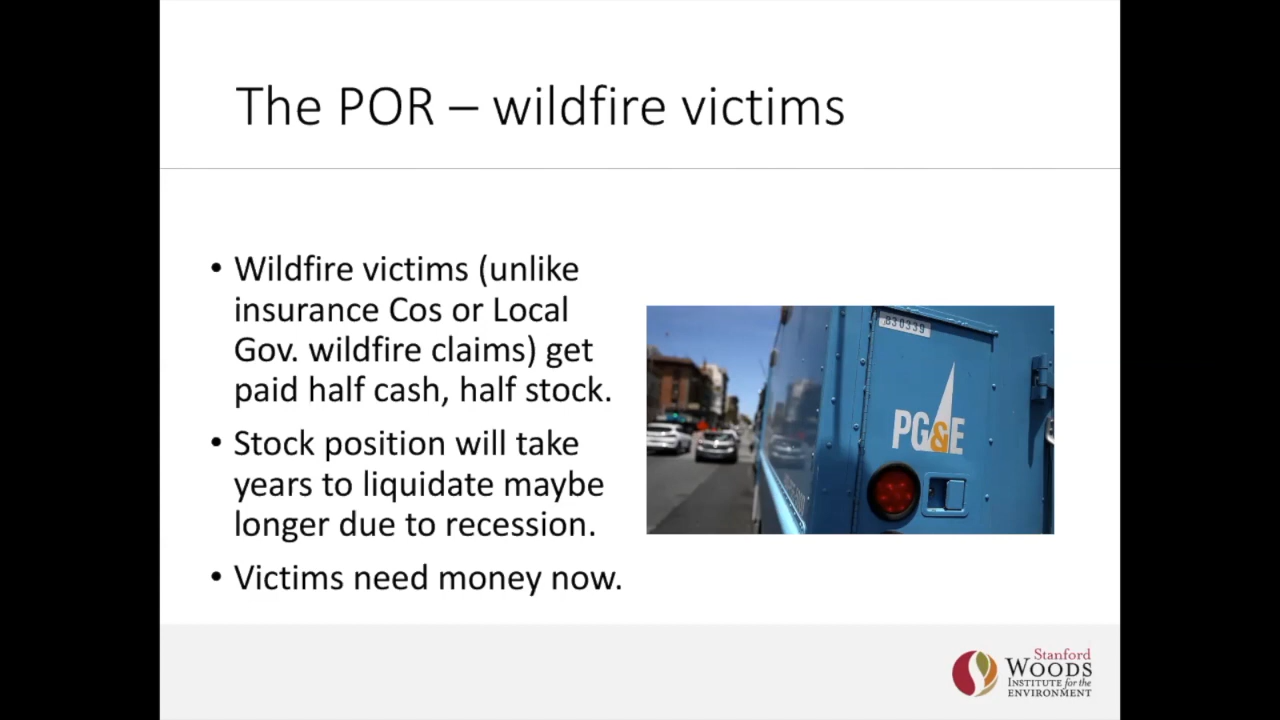 The POR – wildfire victims
• Wildfire victims (unlike
insurance Cos or Local
Gov. wildfire claims) get
paid half cash, half stock.
• Stock position will take
years to liquidate maybe
longer due to recession.
• Victims need money now.
830339
PG&E
Stanford
WOODS
INSTITUTE for the
ENVIRONMENT